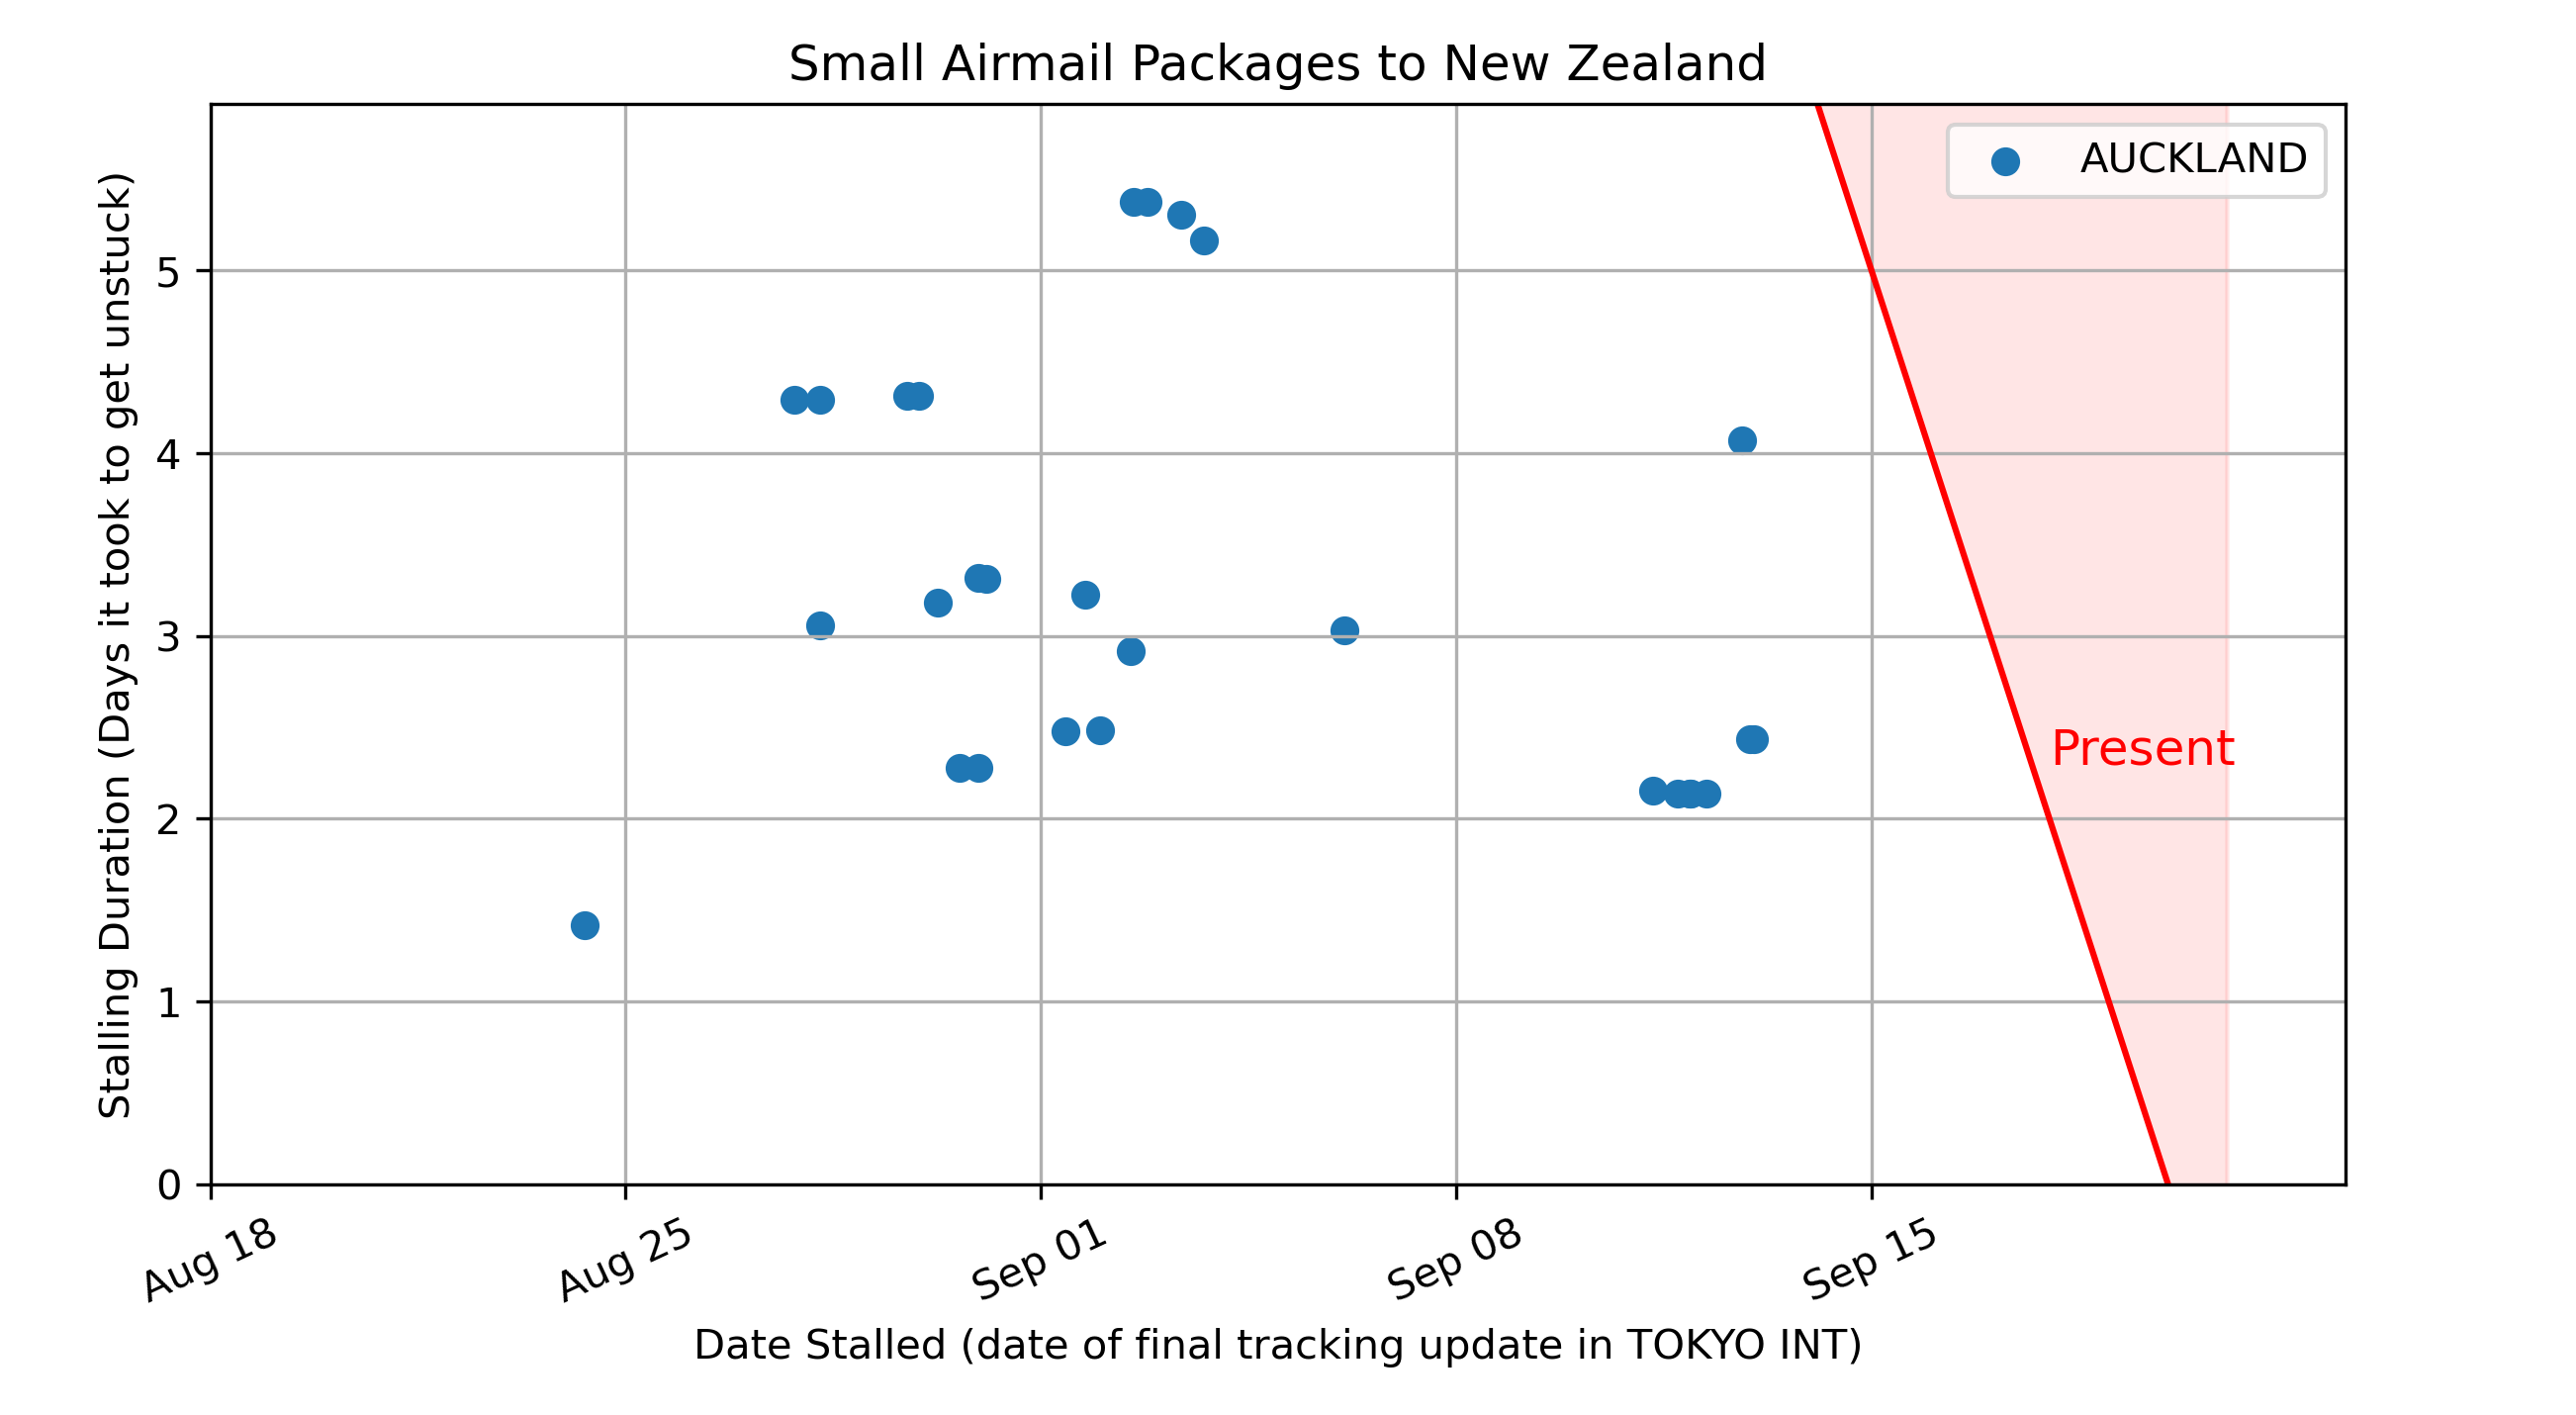 Small Airmail Packages to New Zealand
AUCKLAND
Stalling Duration (Days it took to get unstuck)
5
4
3
2
1
0
Present
Aug 18
Aug 25
Sep 01
Sep 08
Sep 15
Date Stalled (date of final tracking update in TOKYO INT)